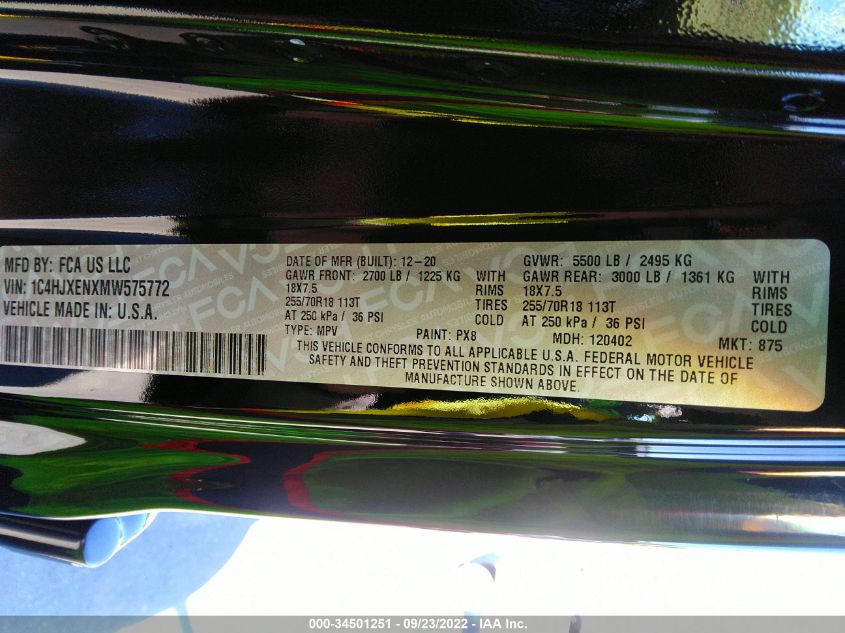 MFD BY: FCA US LLC
VIN: 1C4HJXENXMW575772
VEHICLE MADE IN: U.S.A.
DATE OF MFR (BUILT): 12-20
GAWR FRONT: 2700 LB / 1225 KG WITH
18X7.5 RIMS
255/70R18 113T TIRES
AT 250 kPa / 36 PSI COLD
TYPE: MPV PAINT: PX8
GVWR: 5500 LB / 2495 KG
GAWR REAR: 3000 LB / 1361 KG WITH
18X7.5 RIMS
255/70R18 113T TIRES
AT 250 kPa / 36 PSI COLD
MDH: 120402 MKT: 875
THIS VEHICLE CONFORMS TO ALL APPLICABLE U.S.A. FEDERAL MOTOR VEHICLE
SAFETY AND THEFT PREVENTION STANDARDS IN EFFECT ON THE DATE OF
MANUFACTURE SHOWN ABOVE.
000-34501251 - 09/23/2022 - IAA Inc.